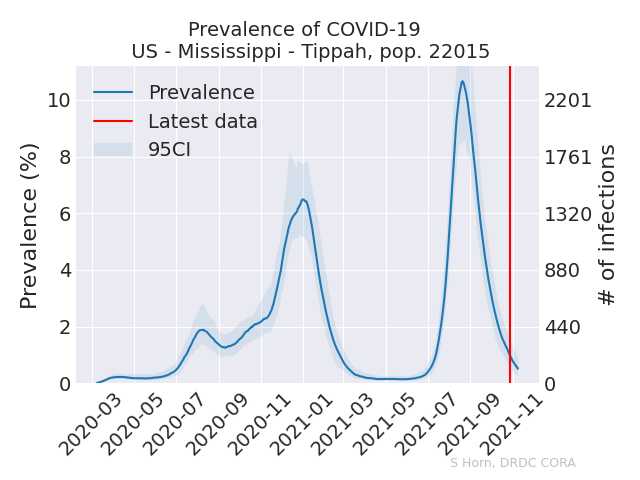 Prevalence of COVID-19
US - Mississippi - Tippah, pop. 22015
Prevalence
Latest data
95CI
Prevalence (%)
10
8
6
4
2
0
# of infections
2201
1761
1320
880
440
0
2020-03
2020-05
2020-07
2020-09
2020-11
2021-01
2021-03
2021-05
2021-07
2021-09
2021-11
S Horn, DRDC CORA